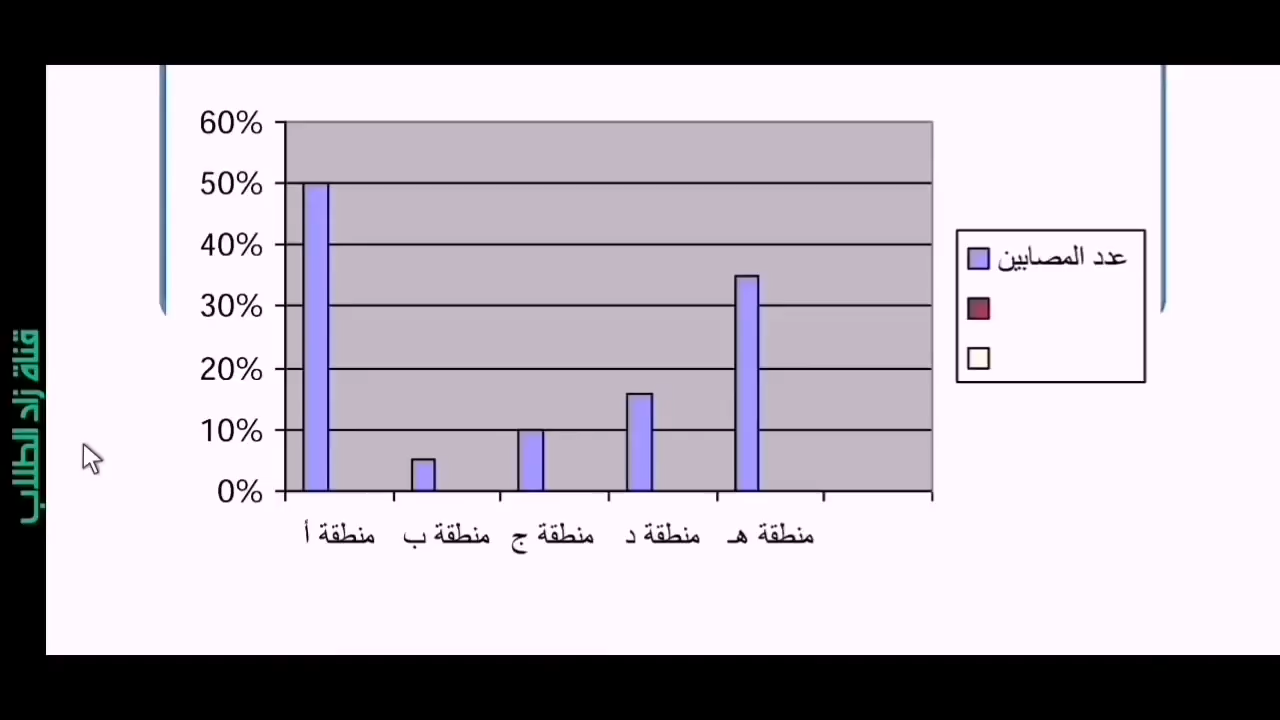 60%
50%
40%
30%
20%
10%
0%
منطقة أ
منطقة ب
منطقة ج
منطقة د
منطقة هـ
عدد المصابين
قناة زاد الطلاب